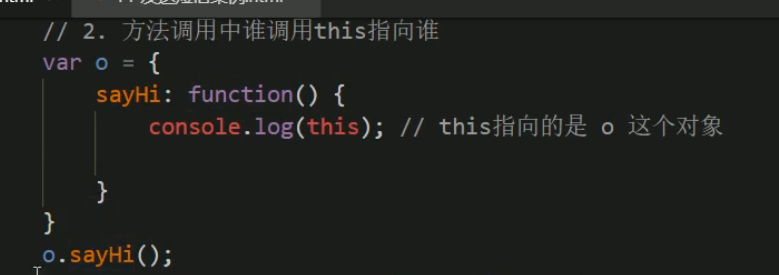 // 2. 方法调用中谁调用this指向谁
var o = {
sayHi: function() {
console.log(this); // this指向的是 o 这个对象
}
}
o.sayHi();